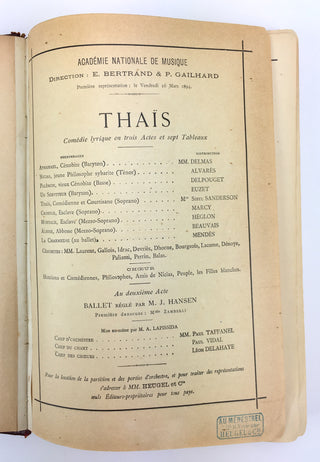 ACADÉMIE NATIONALE DE MUSIQUE
DIRECTION : E. BERTRAND & P. GAILHARD
Première représentation : le Vendredi 16 Mars 1894.
THAÏS
Comédie lyrique en trois Actes et sept Tableaux
PERSONNAGES DISTRIBUTION
ATHANAEL, Cénobite (Baryton) MM. DELMAS
NICIAS, jeune Philosophe sybarite (Ténor) ALVARÈS
PALÉMON, vieux Cénobite (Basse) DELPOUGET
UN SERVITEUR (Baryton) EUZET
THAÏS, Comédienne et Courtisane (Soprano) Mmes SIBYL SANDERSON
CROBYLE, Esclave (Soprano) MARCY
MYRTALE, Esclave (Mezzo-Soprano) HÉGLON
ALBINE, Abbesse (Mezzo-Soprano) BEAUVAIS
LA CHARMEUSE (au ballet) MENDÈS
CÉNOBITES : MM. Laurent, Gallois, Idrac, Devriès, Dhorne, Bourgeois, Lacome, Dénoye,
Palianti, Perrin, Balas.
CHŒUR
Histrions et Comédiennes, Philosophes, Amis de Nicias, Peuple, les Filles blanches.
Au deuxième Acte
BALLET RÉGLÉ PAR M. J. HANSEN
PREMIÈRE DANSEUSE : Mlle ZAMBELLI
Mise en scène par M. A. LAPISSIDA
CHEF D'ORCHESTRE MM. PAUL TAFFANEL
CHEF DU CHANT PAUL VIDAL
CHEF DES CHŒURS LÉON DELAHAYE
Pour la location de la partition et des parties d'orchestre, et pour traiter des représentations
s'adresser à MM. HEUGEL et Cie
seuls Éditeurs-propriétaires pour tous pays.
AU MENESTREL
HEUGEL & Cie